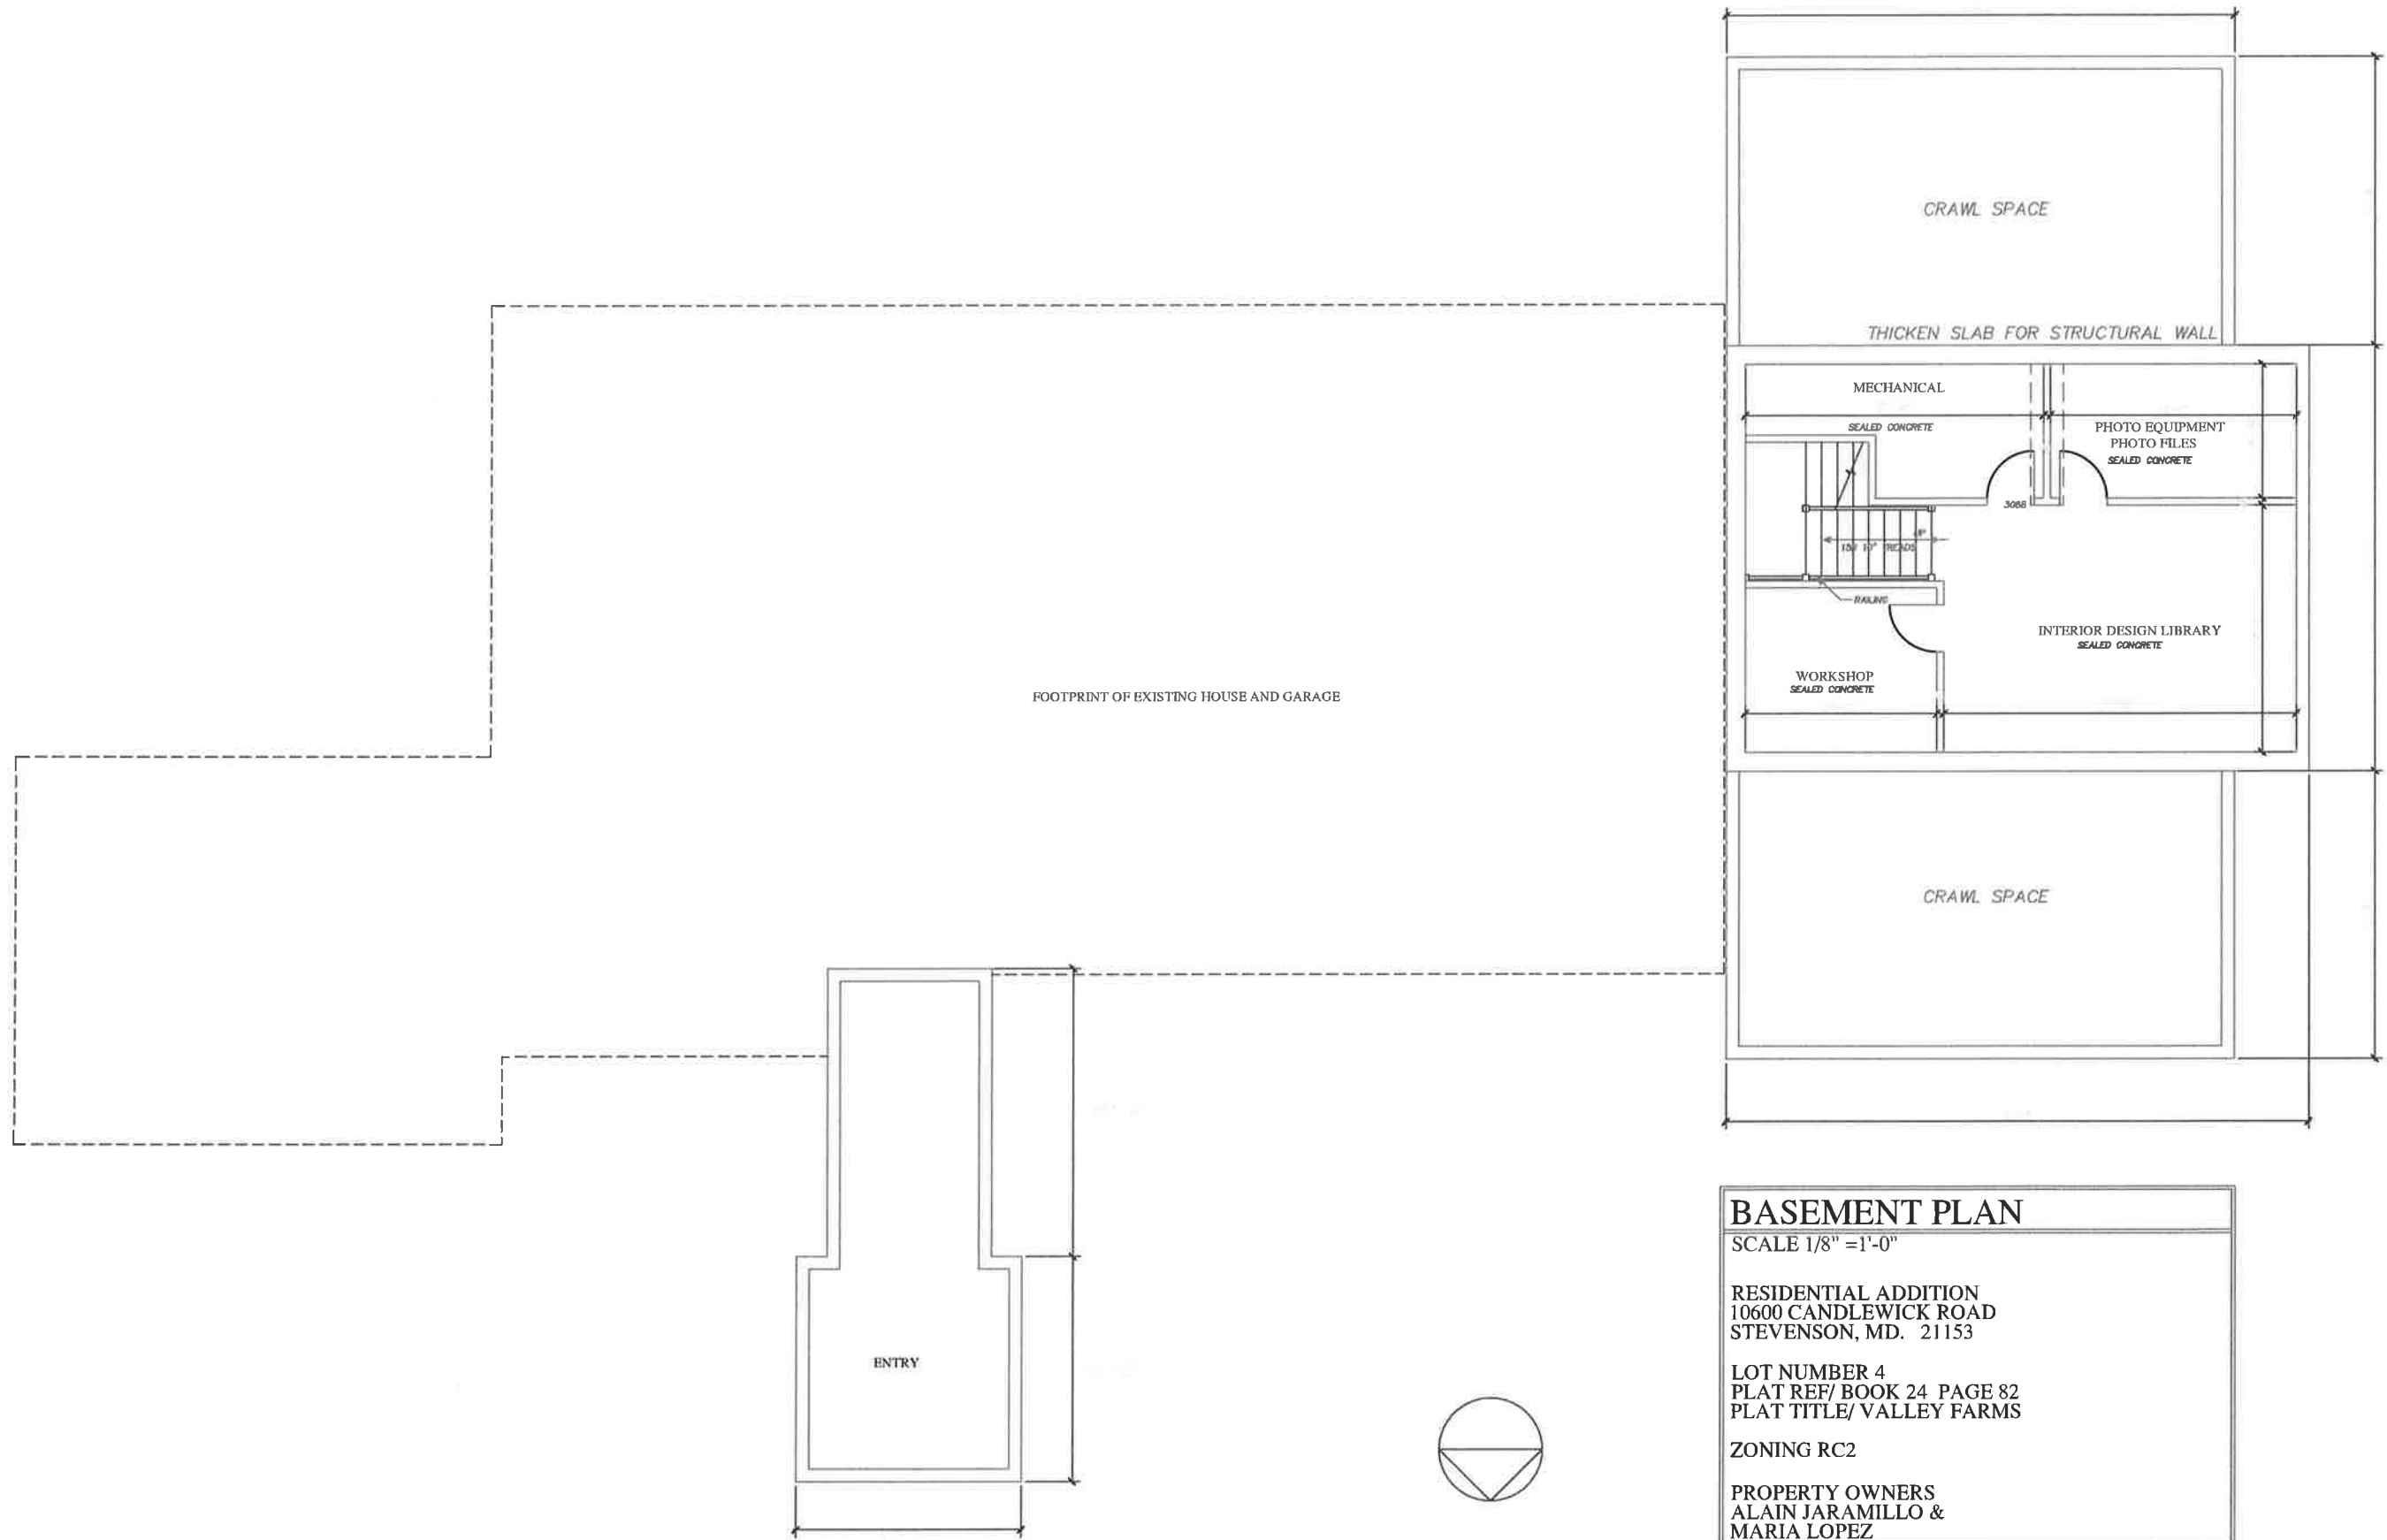 CRAWL SPACE
THICKEN SLAB FOR STRUCTURAL WALL
MECHANICAL
SEALED CONCRETE
PHOTO EQUIPMENT
PHOTO FILES
SEALED CONCRETE
3068
UP
10" TREADS
RAILING
INTERIOR DESIGN LIBRARY
SEALED CONCRETE
WORKSHOP
SEALED CONCRETE
FOOTPRINT OF EXISTING HOUSE AND GARAGE
CRAWL SPACE
ENTRY
BASEMENT PLAN
SCALE 1/8" =1'-0"
RESIDENTIAL ADDITION
10600 CANDLEWICK ROAD
STEVENSON, MD. 21153
LOT NUMBER 4
PLAT REF/ BOOK 24 PAGE 82
PLAT TITLE/ VALLEY FARMS
ZONING RC2
PROPERTY OWNERS
ALAIN JARAMILLO &
MARIA LOPEZ